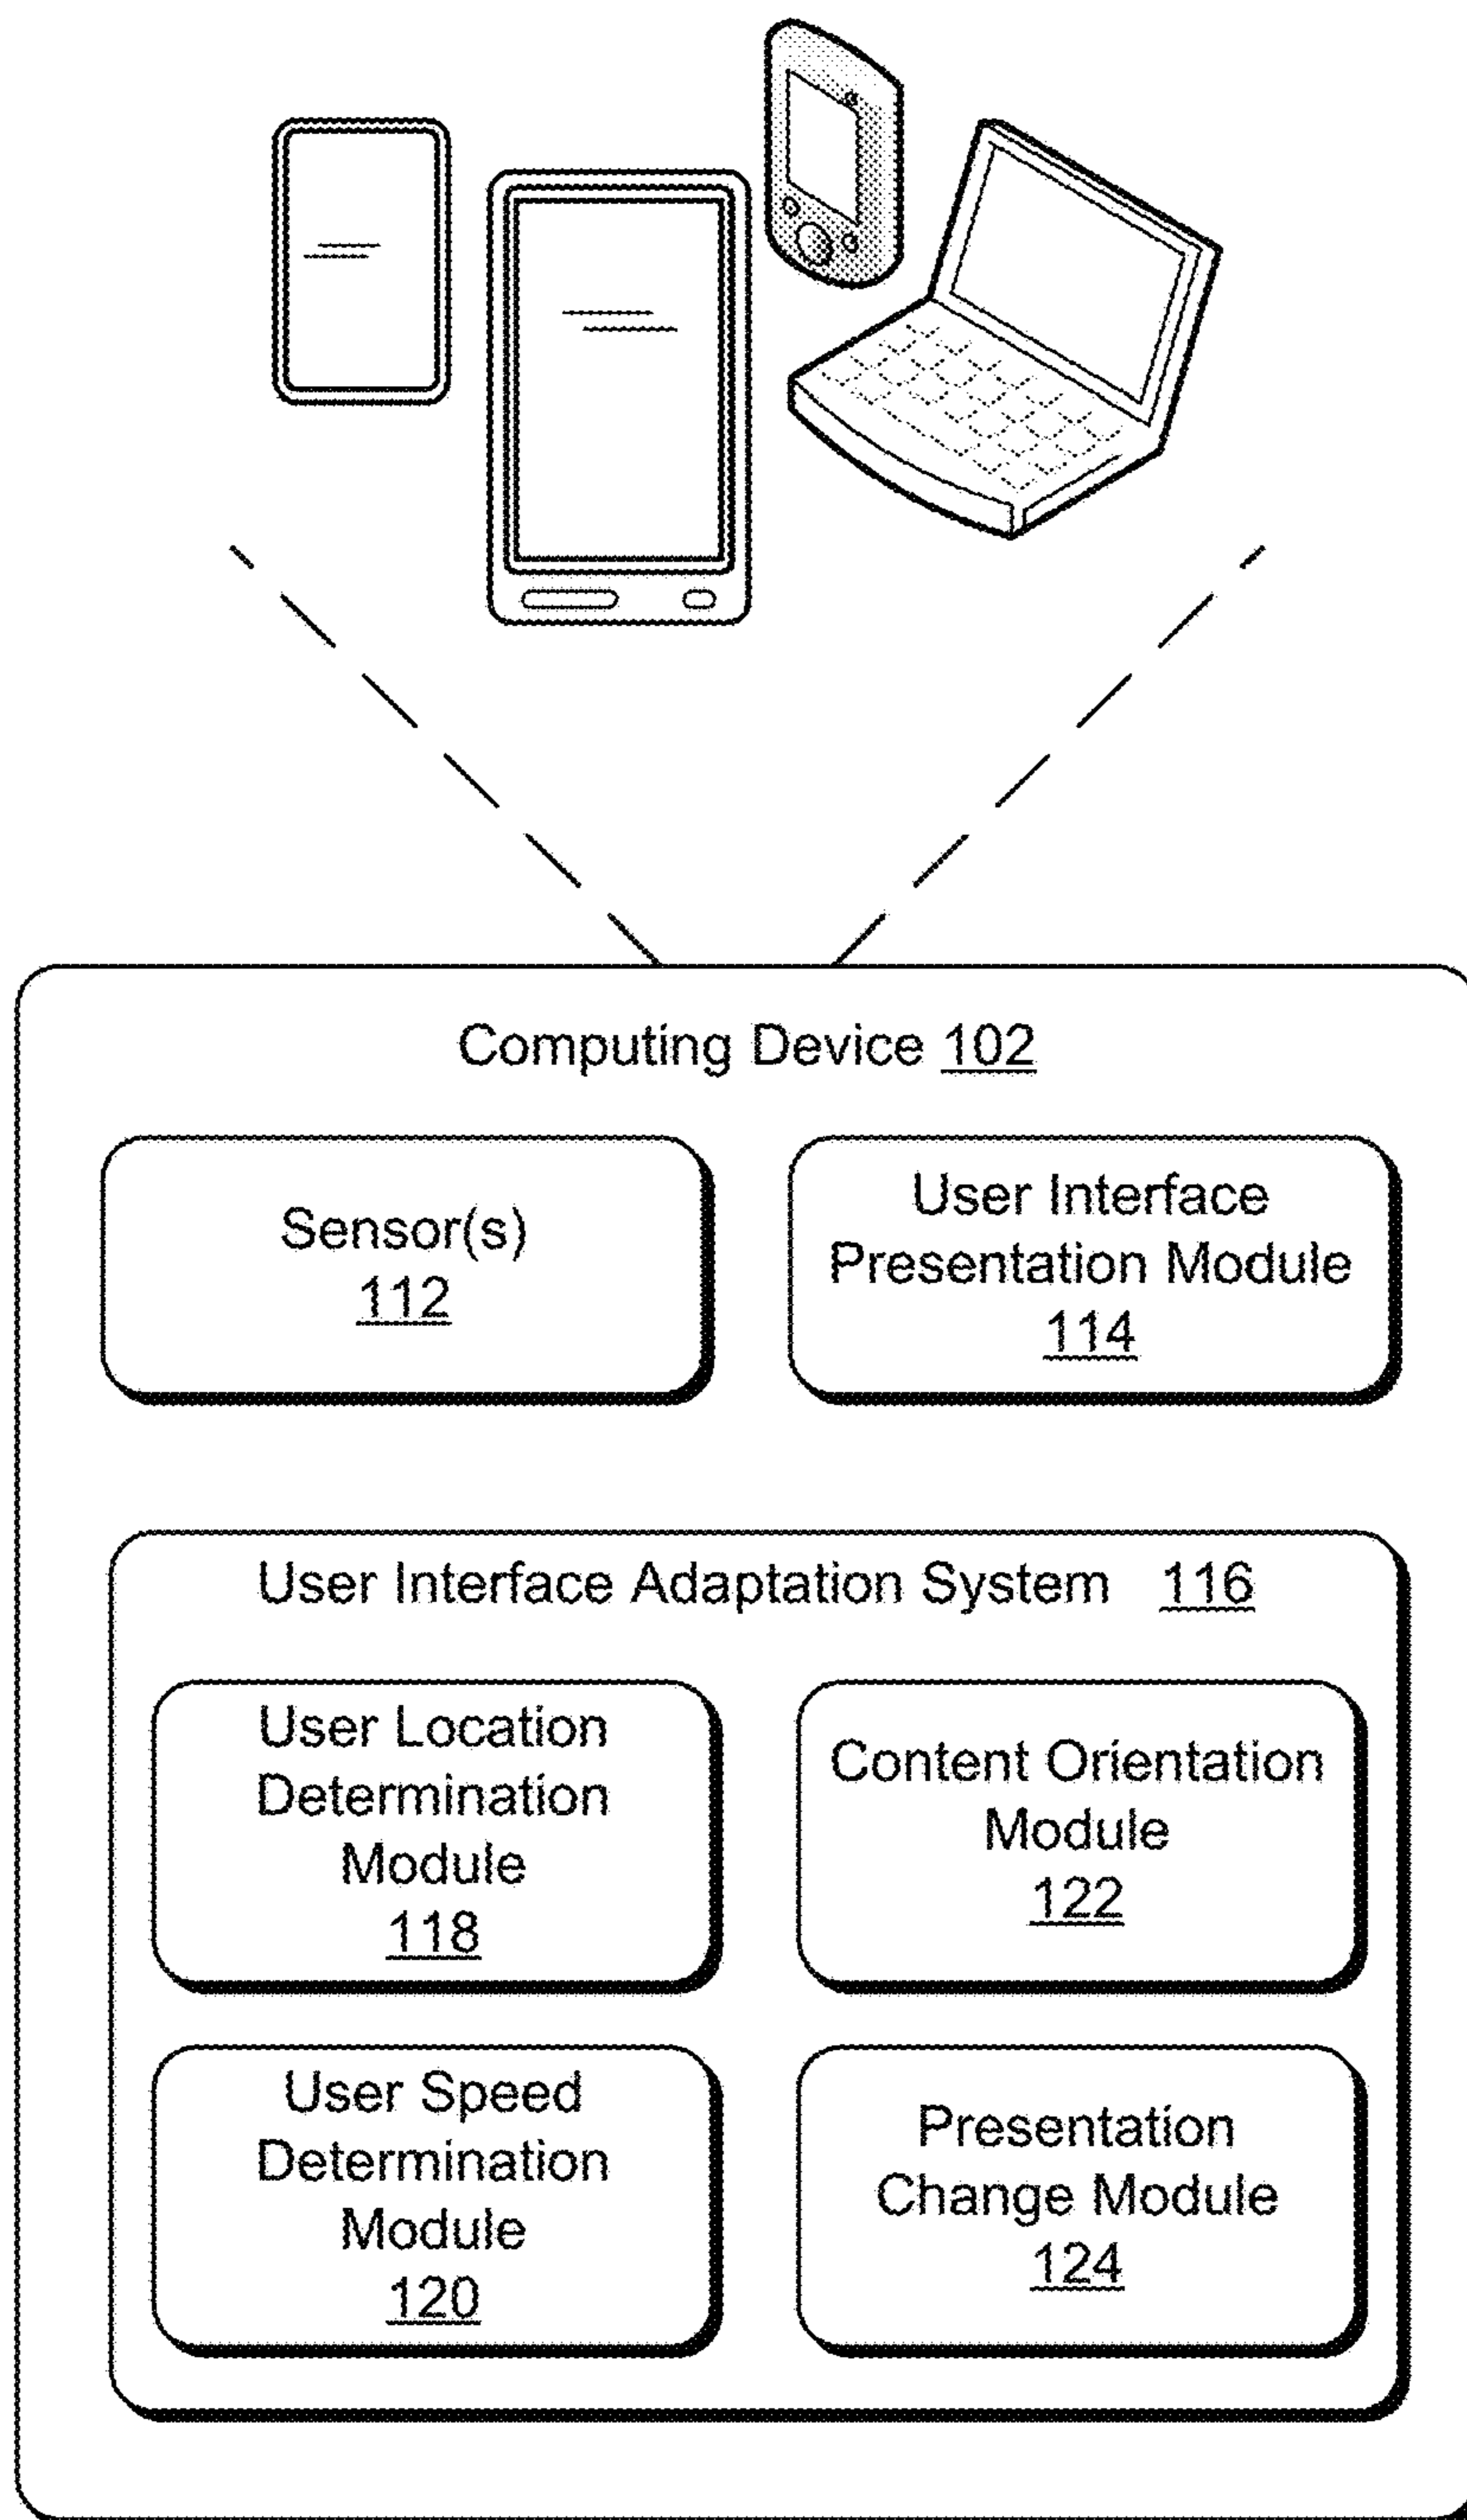 Computing Device 102
Sensor(s)
112
User Interface
Presentation Module
114
User Interface Adaptation System 116
User Location
Determination
Module
118
Content Orientation
Module
122
User Speed
Determination
Module
120
Presentation
Change Module
124